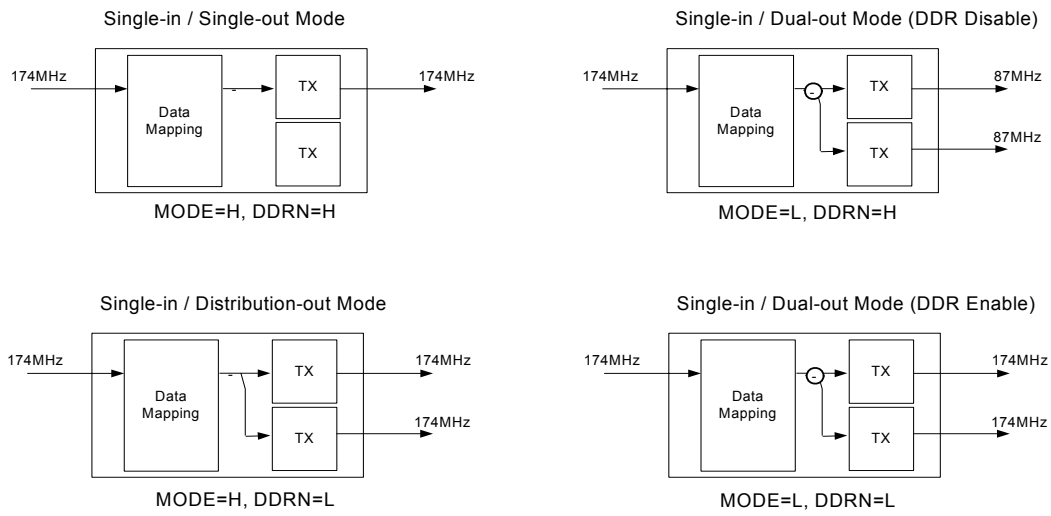 Single-in / Single-out Mode
174MHz
Data
Mapping
TX
TX
174MHz
MODE=H, DDRN=H
Single-in / Dual-out Mode (DDR Disable)
174MHz
Data
Mapping
TX
TX
87MHz
87MHz
MODE=L, DDRN=H
Single-in / Distribution-out Mode
174MHz
Data
Mapping
TX
TX
174MHz
174MHz
MODE=H, DDRN=L
Single-in / Dual-out Mode (DDR Enable)
174MHz
Data
Mapping
TX
TX
174MHz
174MHz
MODE=L, DDRN=L